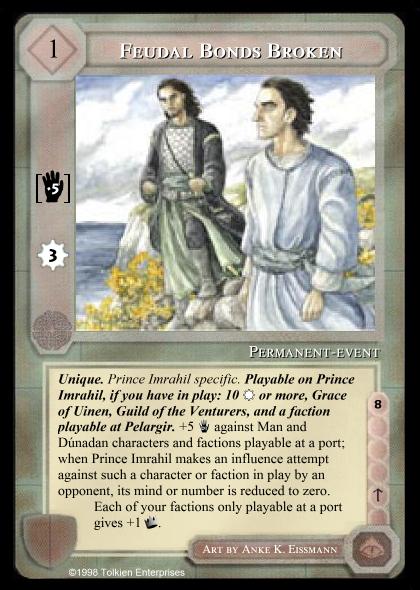 1
FEUDAL BONDS BROKEN
[5]
3
PERMANENT-EVENT
Unique. Prince Imrahil specific. Playable on Prince
Imrahil, if you have in play: 10 or more, Grace
of Uinen, Guild of the Venturers, and a faction
playable at Pelargir. +5 against Man and
Dúnadan characters and factions playable at a port;
when Prince Imrahil makes an influence attempt
against such a character or faction in play by an
opponent, its mind or number is reduced to zero.
Each of your factions only playable at a port
gives +1 .
8
ART BY ANKE K. EISSMANN
©1998 Tolkien Enterprises